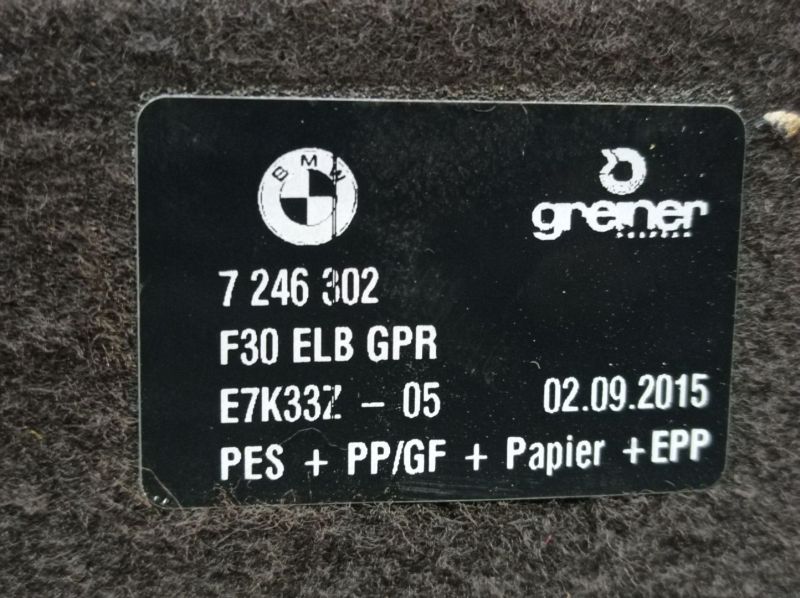 BMW
greiner
7 246 302
F30 ELB GPR
E7K33Z - 05 02.09.2015
PES + PP/GF + Papier + EPP